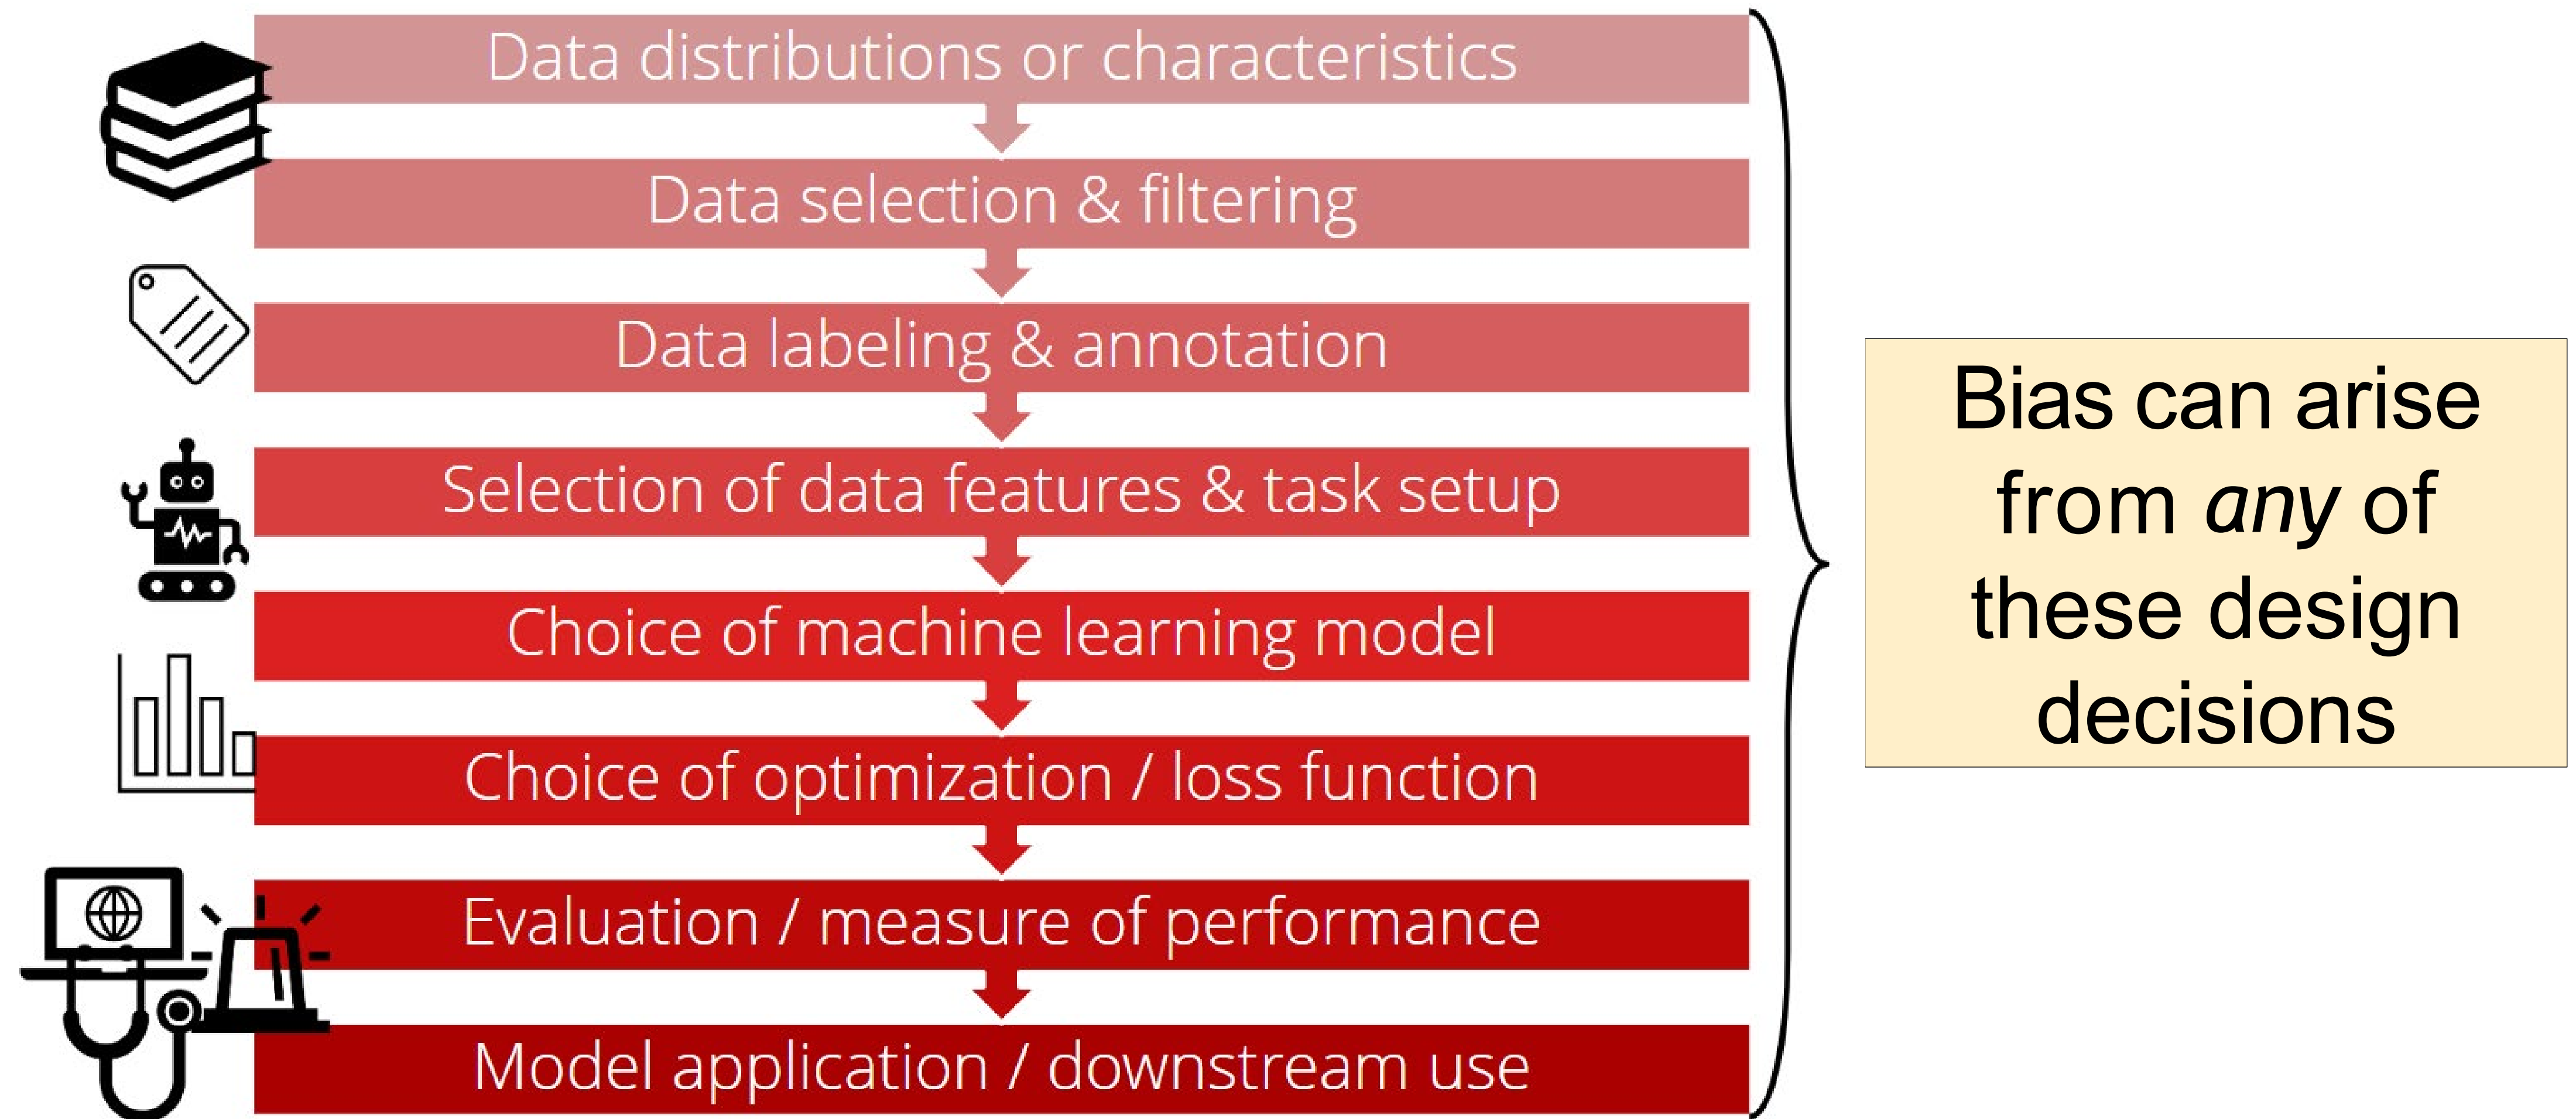 Data distributions or characteristics
Data selection & filtering
Data labeling & annotation
Selection of data features & task setup
Choice of machine learning model
Choice of optimization / loss function
Evaluation / measure of performance
Model application / downstream use
Bias can arise
from any of
these design
decisions